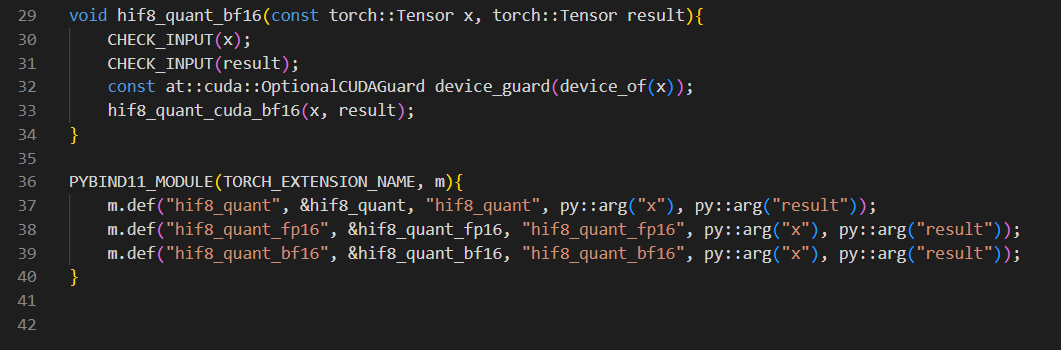 29 void hif8_quant_bf16(const torch::Tensor x, torch::Tensor result){
30     CHECK_INPUT(x);
31     CHECK_INPUT(result);
32     const at::cuda::OptionalCUDAGuard device_guard(device_of(x));
33     hif8_quant_cuda_bf16(x, result);
34 }
35
36 PYBIND11_MODULE(TORCH_EXTENSION_NAME, m){
37     m.def("hif8_quant", &hif8_quant, "hif8_quant", py::arg("x"), py::arg("result"));
38     m.def("hif8_quant_fp16", &hif8_quant_fp16, "hif8_quant_fp16", py::arg("x"), py::arg("result"));
39     m.def("hif8_quant_bf16", &hif8_quant_bf16, "hif8_quant_bf16", py::arg("x"), py::arg("result"));
40 }
41
42